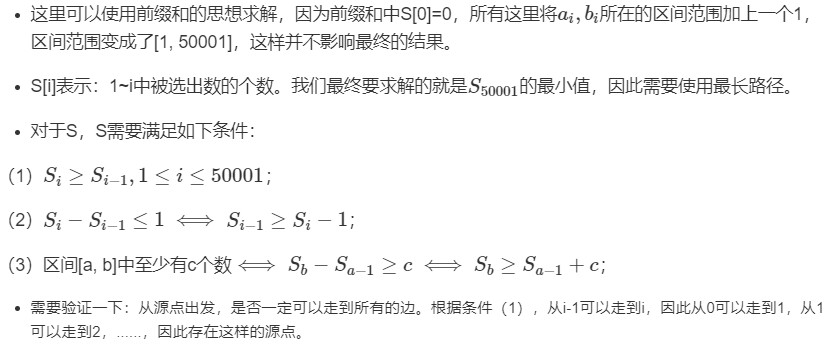 • 这里可以使用前缀和的思想求解，因为前缀和中S[0]=0，所有这里将$a_i, b_i$所在的区间范围加上一个1，
区间范围变成了[1, 50001]，这样并不影响最终的结果。
• S[i]表示：1~i中被选出数的个数。我们最终要求解的就是$S_{50001}$的最小值，因此需要使用最长路径。
• 对于S，S需要满足如下条件：
（1）$S_i \geq S_{i-1}, 1 \leq i \leq 50001$；
（2）$S_i - S_{i-1} \leq 1 \iff S_{i-1} \geq S_i - 1$；
（3）区间[a, b]中至少有c个数$\iff S_b - S_{a-1} \geq c \iff S_b \geq S_{a-1} + c$；
• 需要验证一下：从源点出发，是否一定可以走到所有的边。根据条件（1），从i-1可以走到i，因此从0可以走到1，从1
可以走到2，......，因此存在这样的源点。